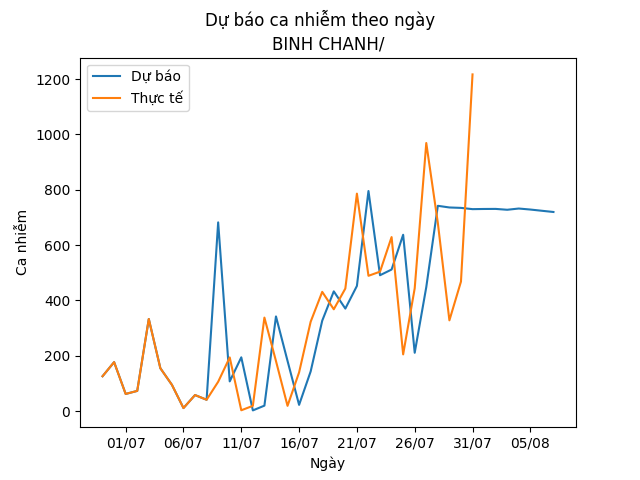 Dự báo ca nhiễm theo ngày
BINH CHANH/
Dự báo
Thực tế
Ca nhiễm
1200
1000
800
600
400
200
0
01/07 06/07 11/07 16/07 21/07 26/07 31/07 05/08
Ngày